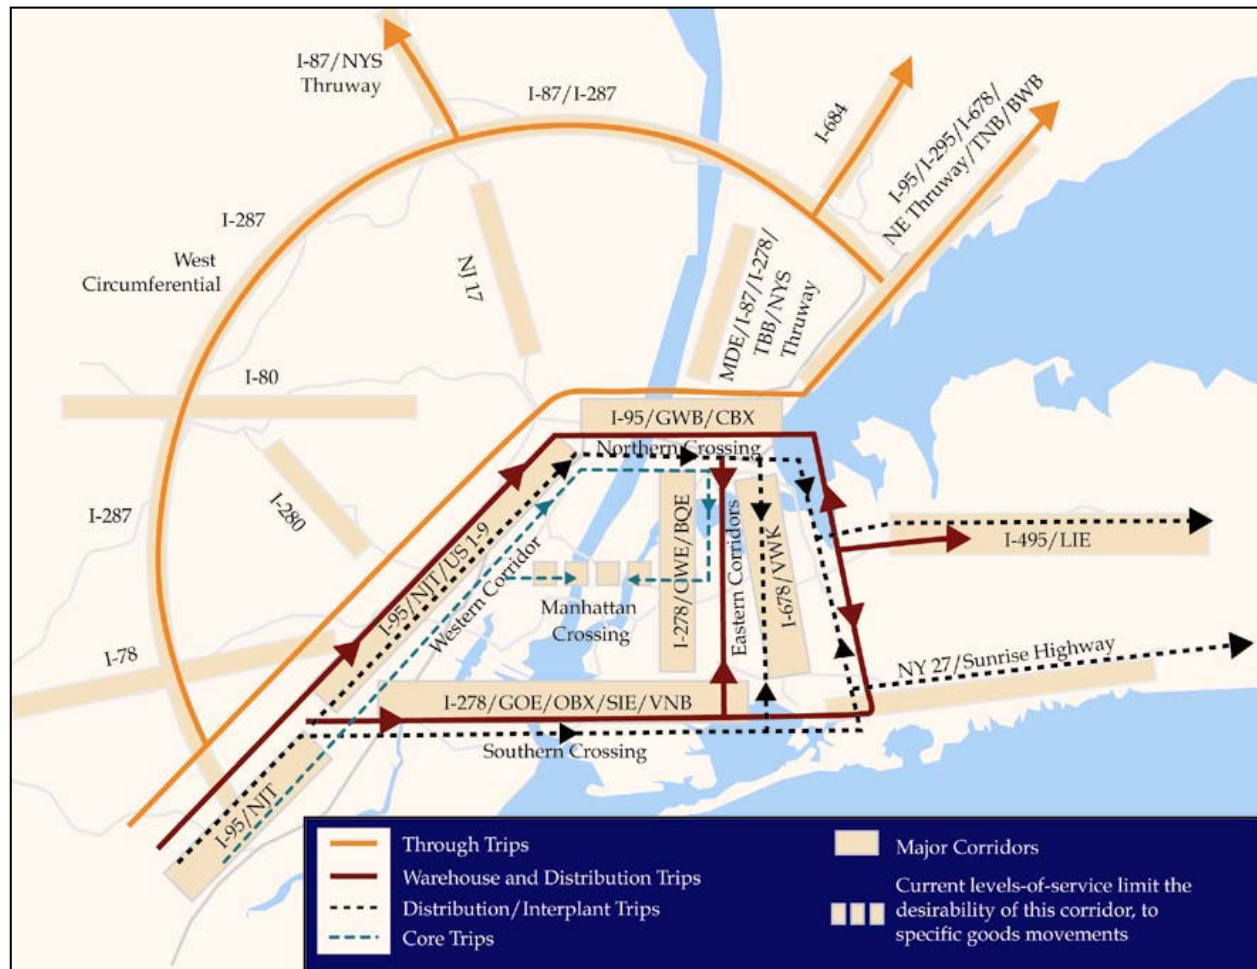 I-87/NYS
Thruway
I-87/I-287
I-684
I-95/I-295/I-678/
NE Thruway/TNB/BWB
I-287
West
Circumferential
NJ 17
MDE/I-87/I-278/
TBB/NYS
Thruway
I-80
I-95/GWB/CBX
Northern Crossing
I-287
I-280
I-95/NJT/US 1-9
Western Corridor
I-278/GWE/BQE
Eastern Corridors
I-678/VWK
I-495/LIE
Manhattan
Crossing
I-78
NY 27/Sunrise Highway
I-278/GOE/OBX/SIE/VNB
Southern Crossing
I-95/NJT
Through Trips
Warehouse and Distribution Trips
Distribution/Interplant Trips
Core Trips
Major Corridors
Current levels-of-service limit the
desirability of this corridor, to
specific goods movements